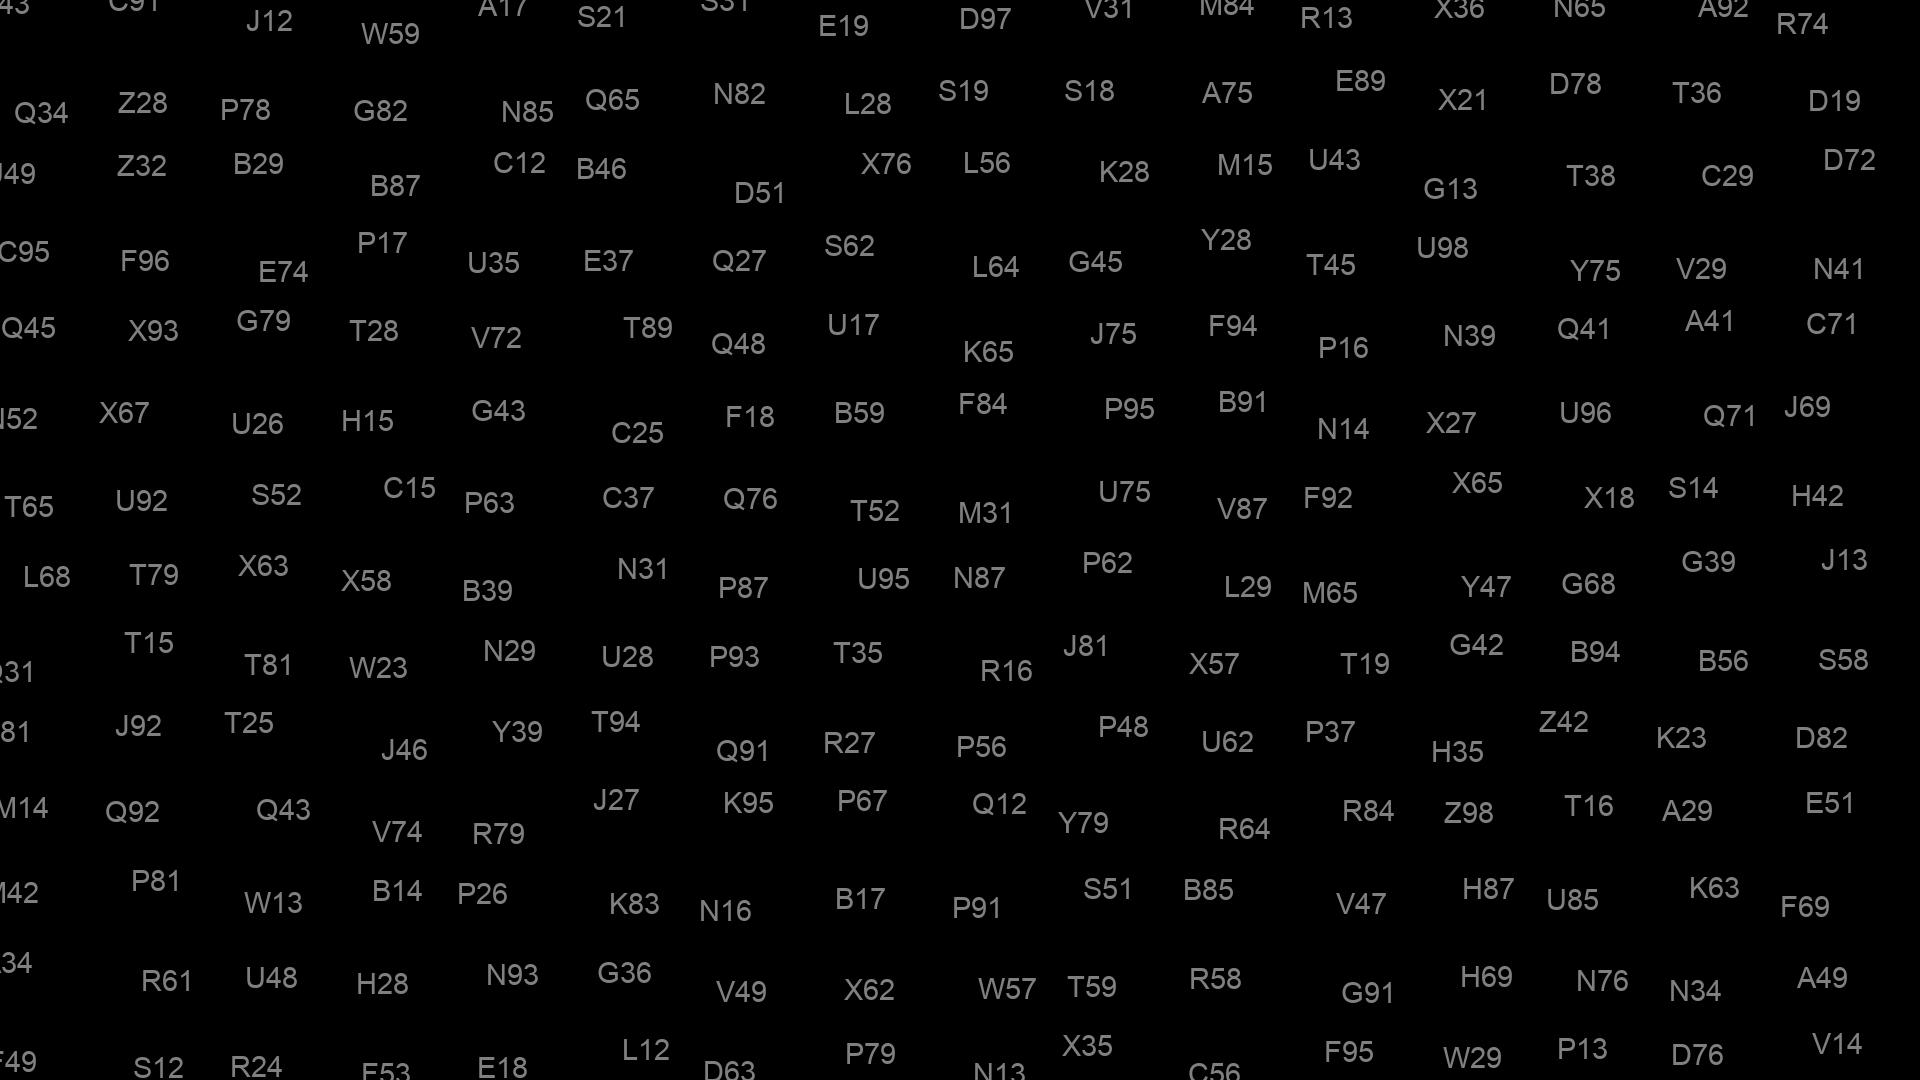 C91 J12 W59 A17 S21 S31 E19 D97 V31 M84 R13 X36 N65 A92 R74
Q34 Z28 P78 G82 N85 Q65 N82 L28 S19 S18 A75 E89 X21 D78 T36 D19
Z32 B29 B87 C12 B46 D51 X76 L56 K28 M15 U43 G13 T38 C29 D72
C95 F96 E74 P17 U35 E37 Q27 S62 L64 G45 Y28 T45 U98 Y75 V29 N41
Q45 X93 G79 T28 V72 T89 Q48 U17 K65 J75 F94 P16 N39 Q41 A41 C71
X67 U26 H15 G43 C25 F18 B59 F84 P95 B91 N14 X27 U96 Q71 J69
T65 U92 S52 C15 P63 C37 Q76 T52 M31 U75 V87 F92 X65 X18 S14 H42
L68 T79 X63 X58 B39 N31 P87 U95 N87 P62 L29 M65 Y47 G68 G39 J13
T15 T81 W23 N29 U28 P93 T35 R16 J81 X57 T19 G42 B94 B56 S58
J92 T25 J46 Y39 T94 Q91 R27 P56 P48 U62 P37 H35 Z42 K23 D82
M14 Q92 Q43 V74 R79 J27 K95 P67 Q12 Y79 R64 R84 Z98 T16 A29 E51
P81 W13 B14 P26 K83 N16 B17 P91 S51 B85 V47 H87 U85 K63 F69
R61 U48 H28 N93 G36 V49 X62 W57 T59 R58 G91 H69 N76 N34 A49
S12 R24 E18 L12 D63 P79 N13 X35 C56 F95 W29 P13 D76 V14